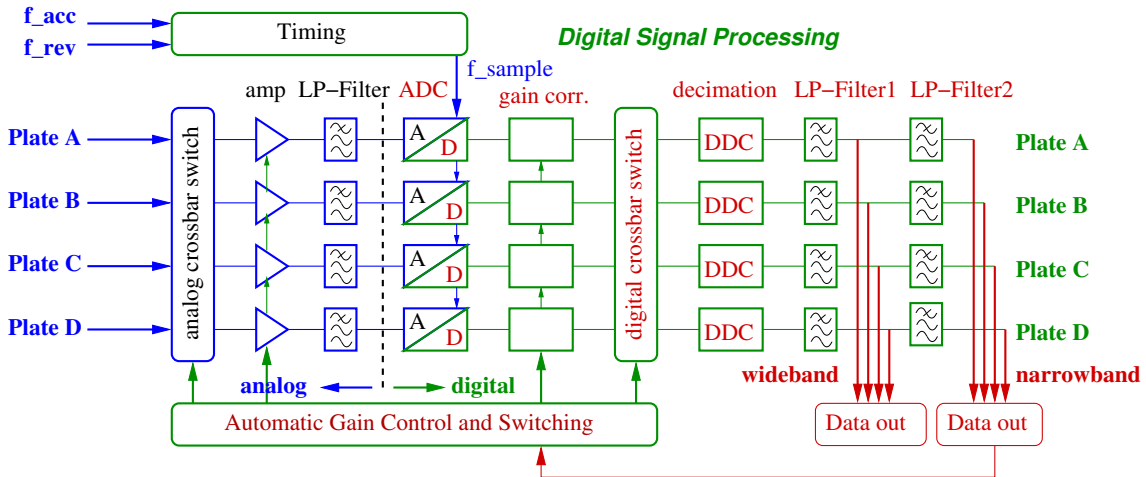 f_acc
f_rev
Timing
Digital Signal Processing
f_sample
amp LP−Filter ADC gain corr. decimation LP−Filter1 LP−Filter2
Plate A A D DDC Plate A
Plate B A D DDC Plate B
Plate C A D DDC Plate C
Plate D A D DDC Plate D
analog crossbar switch
digital crossbar switch
analog digital
wideband narrowband
Automatic Gain Control and Switching
Data out Data out